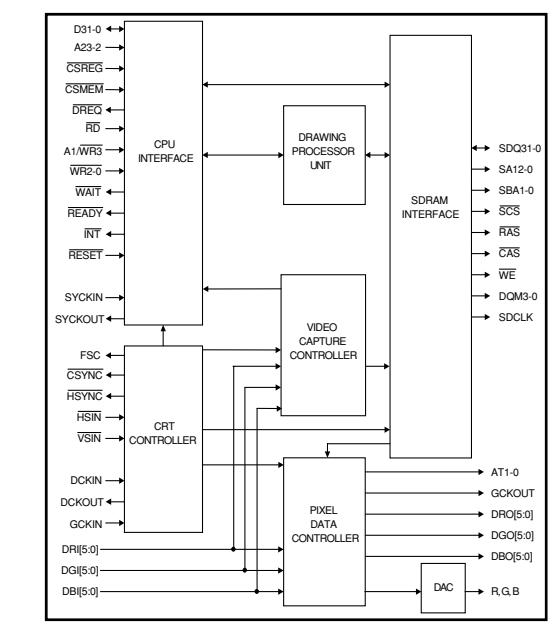 D31-0
A23-2
CSREG
CSMEM
DREQ
RD
A1/WR3
WR2-0
WAIT
READY
INT
RESET
SYCKIN
SYCKOUT
FSC
CSYNC
HSYNC
HSIN
VSIN
DCKIN
DCKOUT
GCKIN
DRI[5:0]
DGI[5:0]
DBI[5:0]
CPU
INTERFACE
CRT
CONTROLLER
DRAWING
PROCESSOR
UNIT
VIDEO
CAPTURE
CONTROLLER
PIXEL
DATA
CONTROLLER
SDRAM
INTERFACE
DAC
SDQ31-0
SA12-0
SBA1-0
SCS
RAS
CAS
WE
DQM3-0
SDCLK
AT1-0
GCKOUT
DRO[5:0]
DGO[5:0]
DBO[5:0]
R,G,B